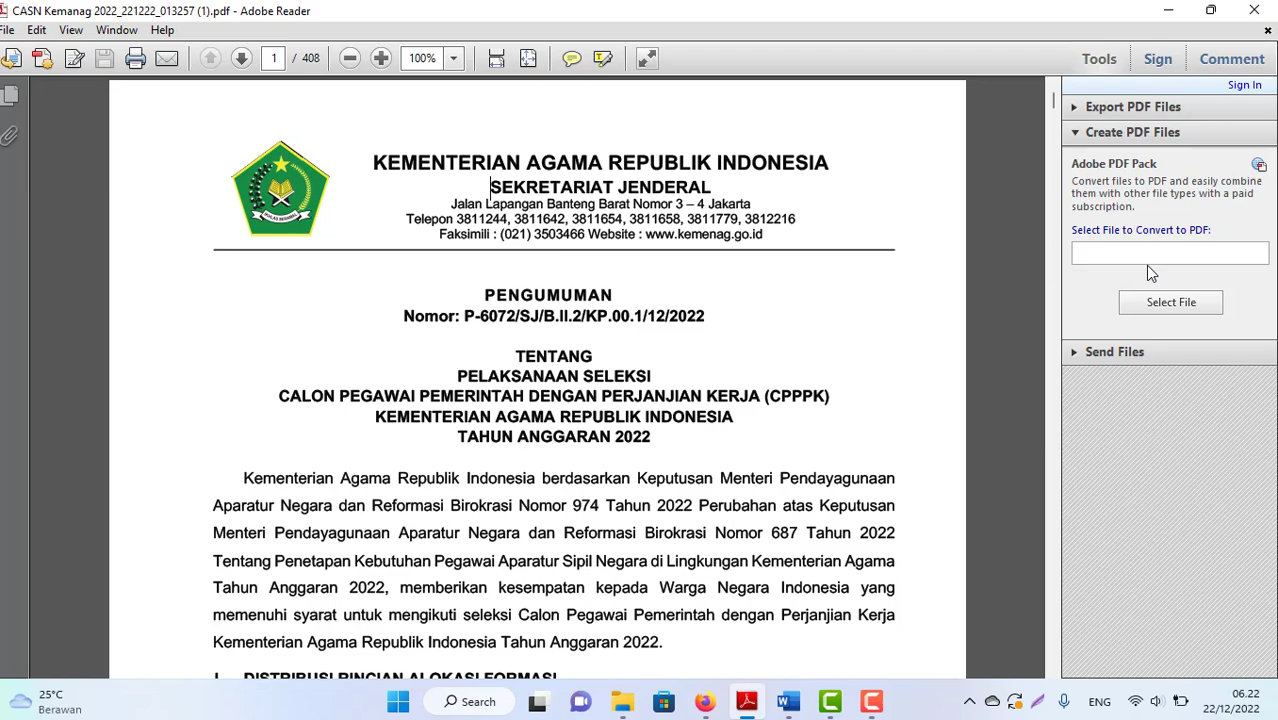 CASN Kemanag 2022_221222_013257 (1).pdf - Adobe Reader
File Edit View Window Help
1 / 408 100% Tools Sign Comment
Sign In
Export PDF Files
Create PDF Files
Adobe PDF Pack
Convert files to PDF and easily combine
them with other file types with a paid
subscription.
Select File to Convert to PDF:
Select File
Send Files
KEMENTERIAN AGAMA REPUBLIK INDONESIA
SEKRETARIAT JENDERAL
Jalan Lapangan Banteng Barat Nomor 3 – 4 Jakarta
Telepon 3811244, 3811642, 3811654, 3811658, 3811779, 3812216
Faksimili : (021) 3503466 Website : www.kemenag.go.id
IKHLAS BERAMAL
PENGUMUMAN
Nomor: P-6072/SJ/B.II.2/KP.00.1/12/2022
TENTANG
PELAKSANAAN SELEKSI
CALON PEGAWAI PEMERINTAH DENGAN PERJANJIAN KERJA (CPPPK)
KEMENTERIAN AGAMA REPUBLIK INDONESIA
TAHUN ANGGARAN 2022
Kementerian Agama Republik Indonesia berdasarkan Keputusan Menteri Pendayagunaan
Aparatur Negara dan Reformasi Birokrasi Nomor 974 Tahun 2022 Perubahan atas Keputusan
Menteri Pendayagunaan Aparatur Negara dan Reformasi Birokrasi Nomor 687 Tahun 2022
Tentang Penetapan Kebutuhan Pegawai Aparatur Sipil Negara di Lingkungan Kementerian Agama
Tahun Anggaran 2022, memberikan kesempatan kepada Warga Negara Indonesia yang
memenuhi syarat untuk mengikuti seleksi Calon Pegawai Pemerintah dengan Perjanjian Kerja
Kementerian Agama Republik Indonesia Tahun Anggaran 2022.
I. DISTRIBUSI RINCIAN ALOKASI FORMASI
25°C
Berawan
Search
ENG
06.22
22/12/2022